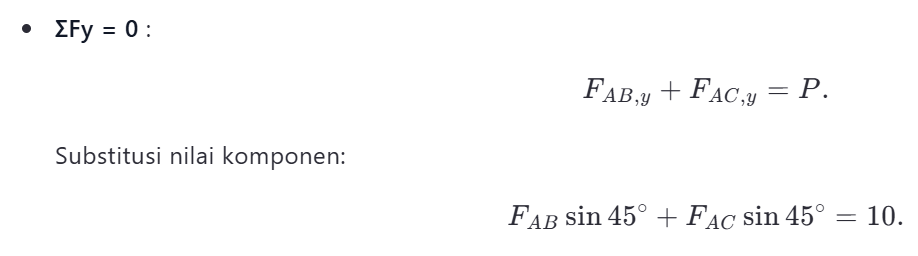 • ΣFy = 0 :
F_{AB,y} + F_{AC,y} = P.
Substitusi nilai komponen:
F_{AB} sin 45° + F_{AC} sin 45° = 10.